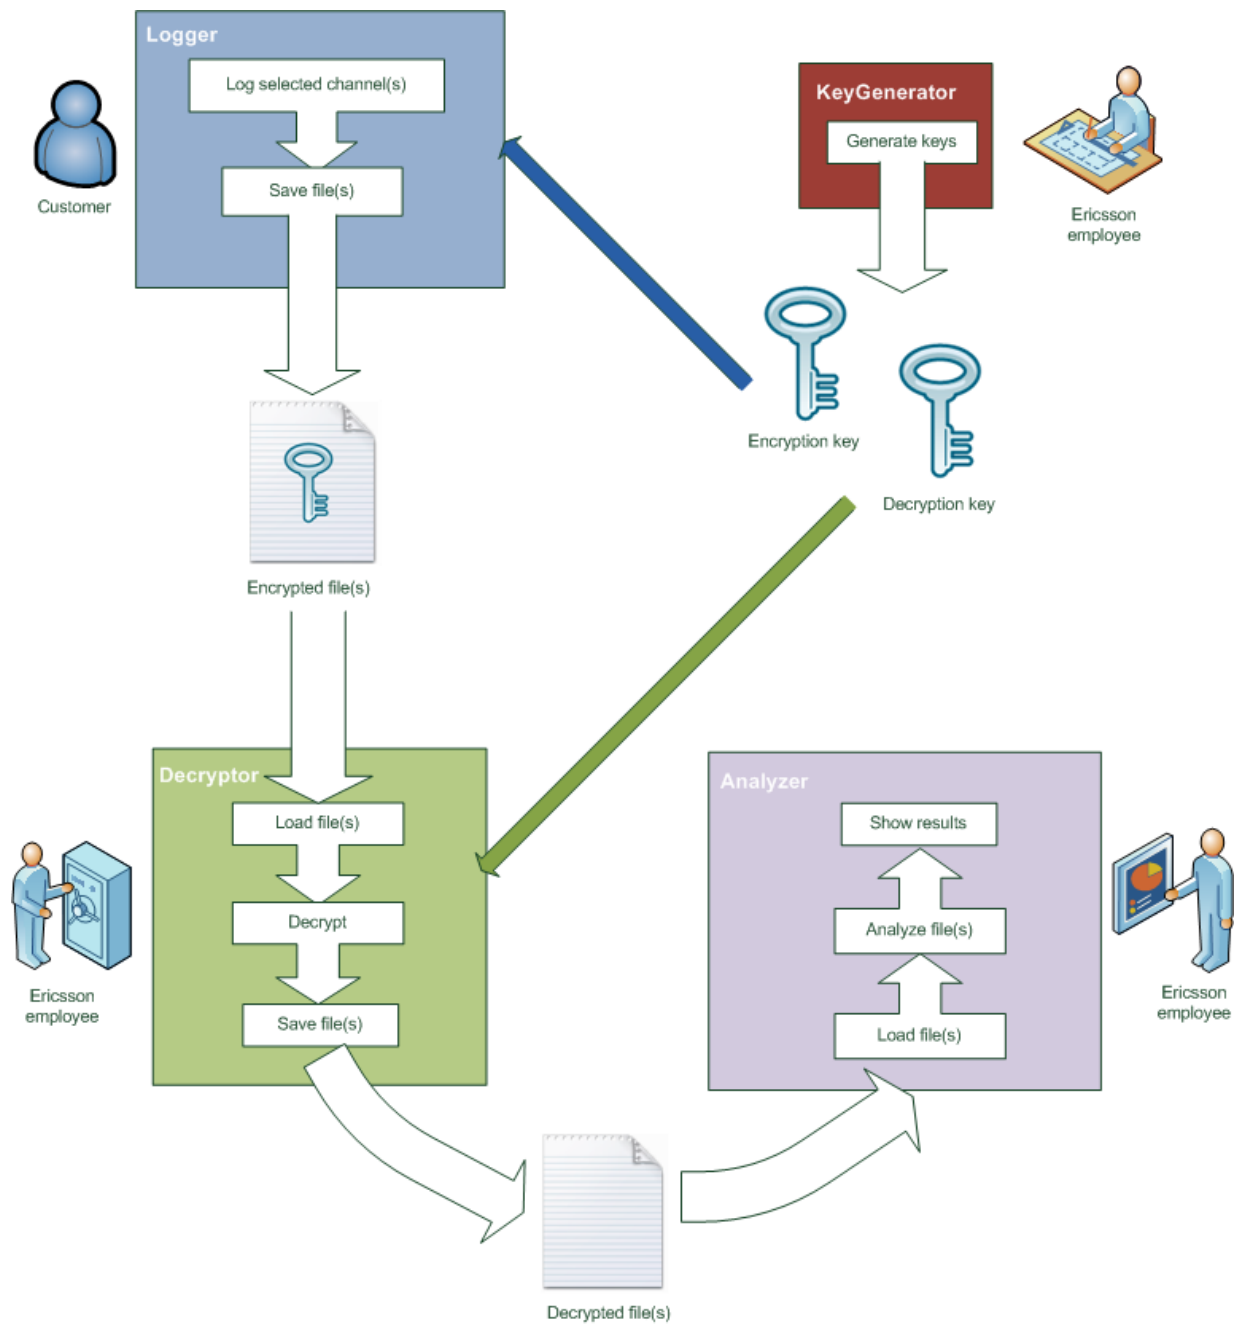 Logger
Log selected channel(s)
Save file(s)
Customer
KeyGenerator
Generate keys
Ericsson
employee
Encryption key
Decryption key
Encrypted file(s)
Decryptor
Load file(s)
Decrypt
Save file(s)
Ericsson
employee
Analyzer
Show results
Analyze file(s)
Load file(s)
Ericsson
employee
Decrypted file(s)